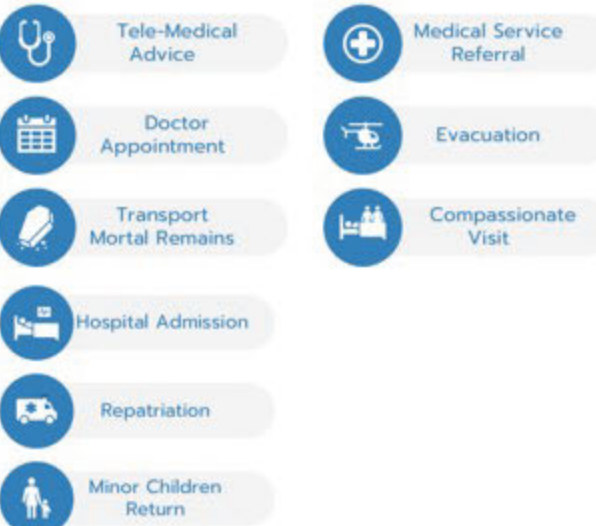 Tele-Medical
Advice
Doctor
Appointment
Transport
Mortal Remains
Hospital Admission
Repatriation
Minor Children
Return
Medical Service
Referral
Evacuation
Compassionate
Visit